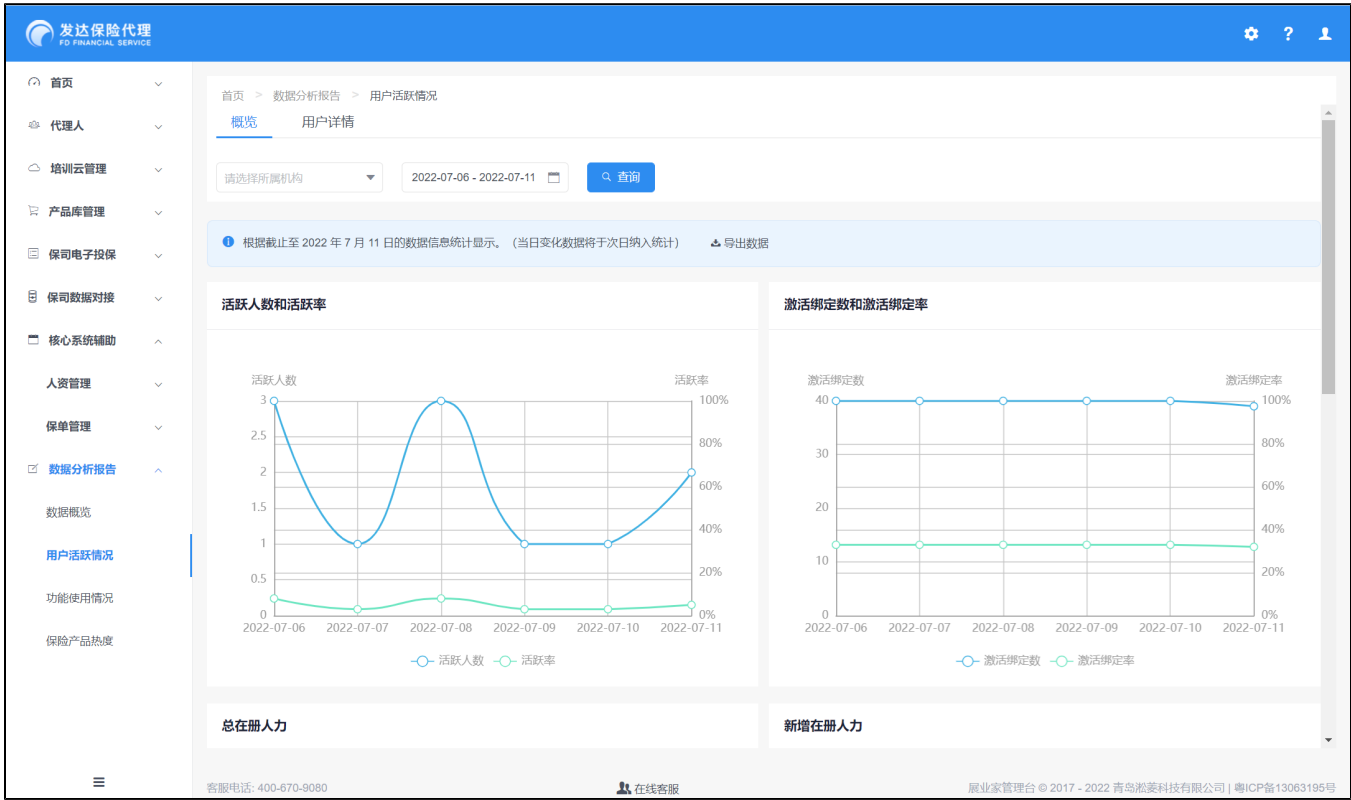 发达保险代理
FD FINANCIAL SERVICE
首页
代理人
培训云管理
产品库管理
保司电子投保
保司数据对接
核心系统辅助
人资管理
保单管理
数据分析报告
数据概览
用户活跃情况
功能使用情况
保险产品热度
首页 > 数据分析报告 > 用户活跃情况
概览 用户详情
请选择所属机构 2022-07-06 - 2022-07-11 查询
根据截止至 2022 年 7 月 11 日的数据信息统计显示。（当日变化数据将于次日纳入统计） 导出数据
活跃人数和活跃率
活跃人数 活跃率
3 100%
2.5 80%
2 60%
1.5 40%
1 20%
0.5 0%
0
2022-07-06 2022-07-07 2022-07-08 2022-07-09 2022-07-10 2022-07-11
活跃人数 活跃率
激活绑定数和激活绑定率
激活绑定数 激活绑定率
40 100%
30 80%
20 60%
10 40%
0 20%
0%
2022-07-06 2022-07-07 2022-07-08 2022-07-09 2022-07-10 2022-07-11
激活绑定数 激活绑定率
总在册人力
新增在册人力
客服电话: 400-670-9080 在线客服 展业家管理台 © 2017 - 2022 青岛淞菱科技有限公司 | 粤ICP备13063195号